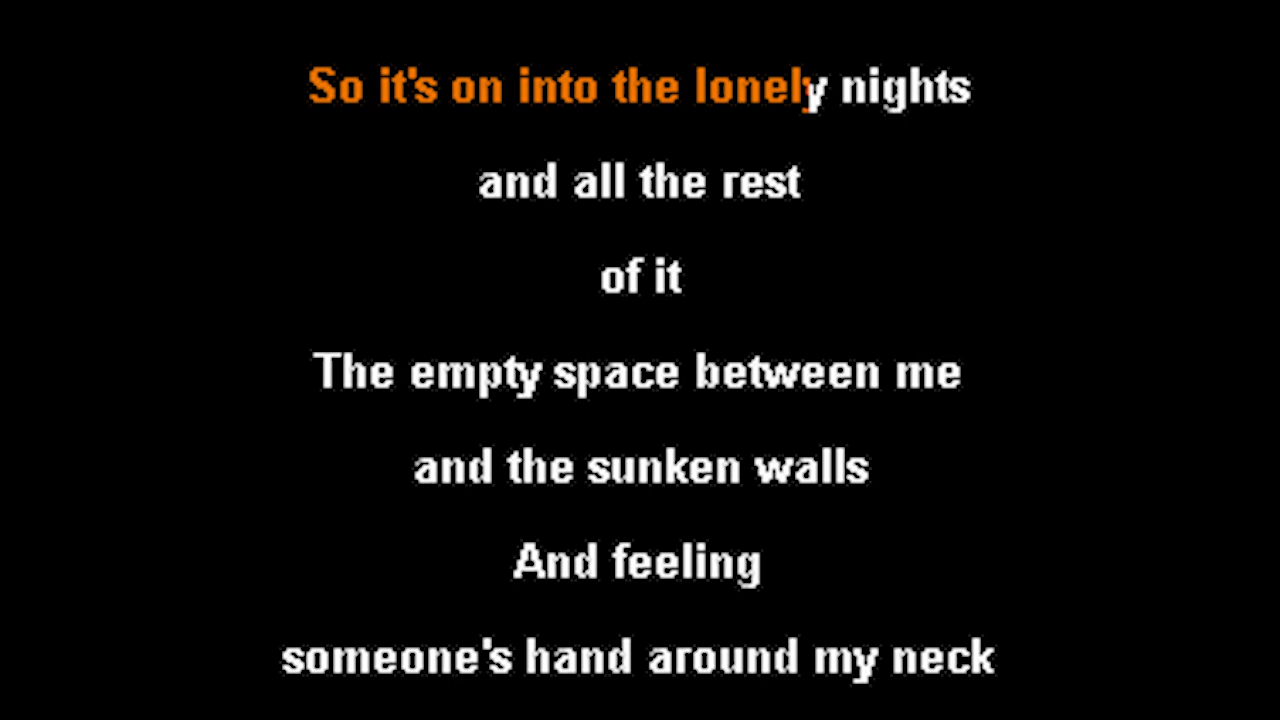 So it's on into the lonely nights
and all the rest
of it
The empty space between me
and the sunken walls
And feeling
someone's hand around my neck